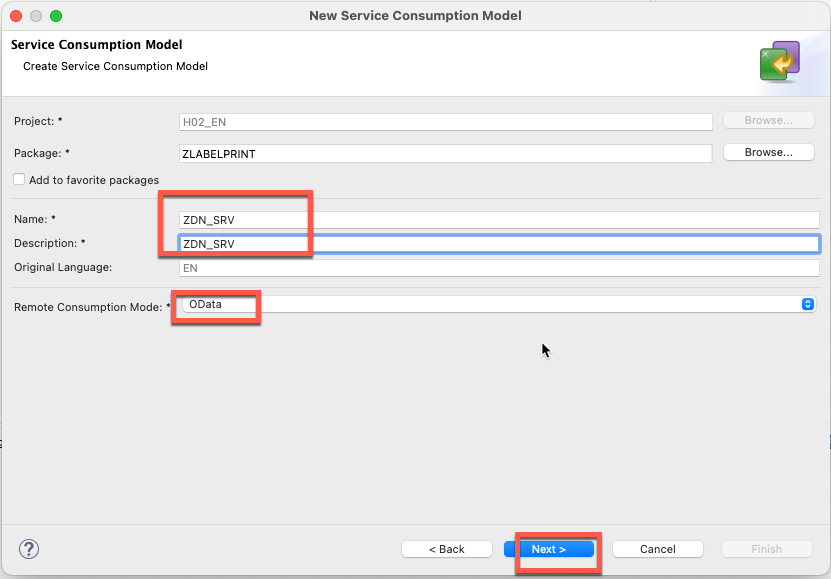 New Service Consumption Model
Service Consumption Model
Create Service Consumption Model
Project: * H02_EN Browse...
Package: * ZLABELPRINT Browse...
Add to favorite packages
Name: * ZDN_SRV
Description: * ZDN_SRV
Original Language: EN
Remote Consumption Mode: * OData
? < Back Next > Cancel Finish